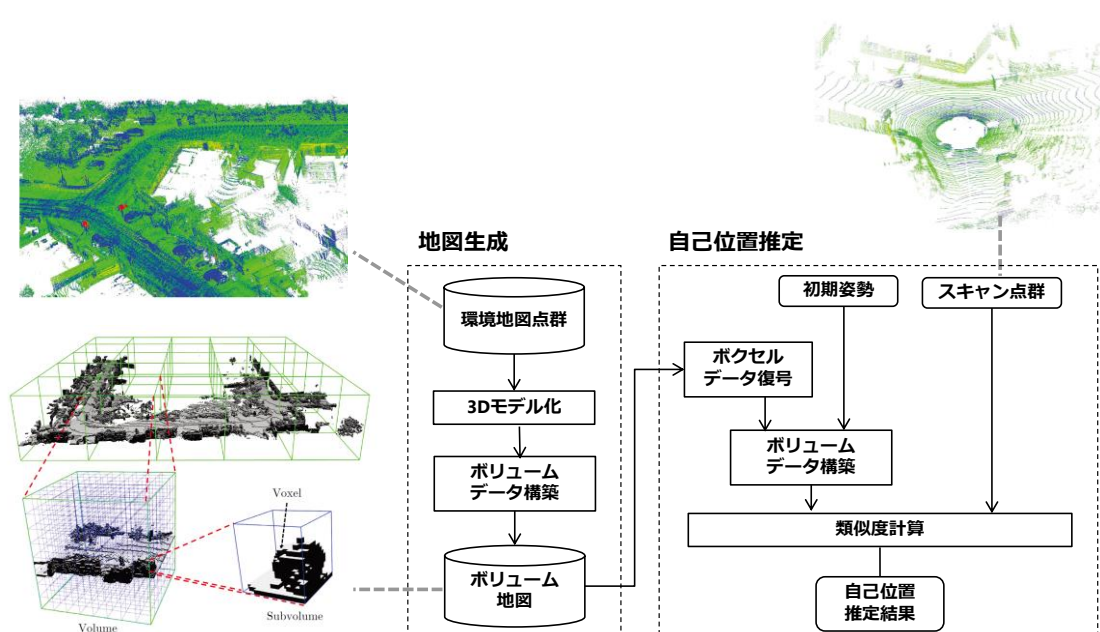 地図生成
環境地図点群
3Dモデル化
ボリューム
データ構築
ボリューム
地図
自己位置推定
初期姿勢
スキャン点群
ボクセル
データ復号
ボリューム
データ構築
類似度計算
自己位置
推定結果
Voxel
Subvolume
Volume